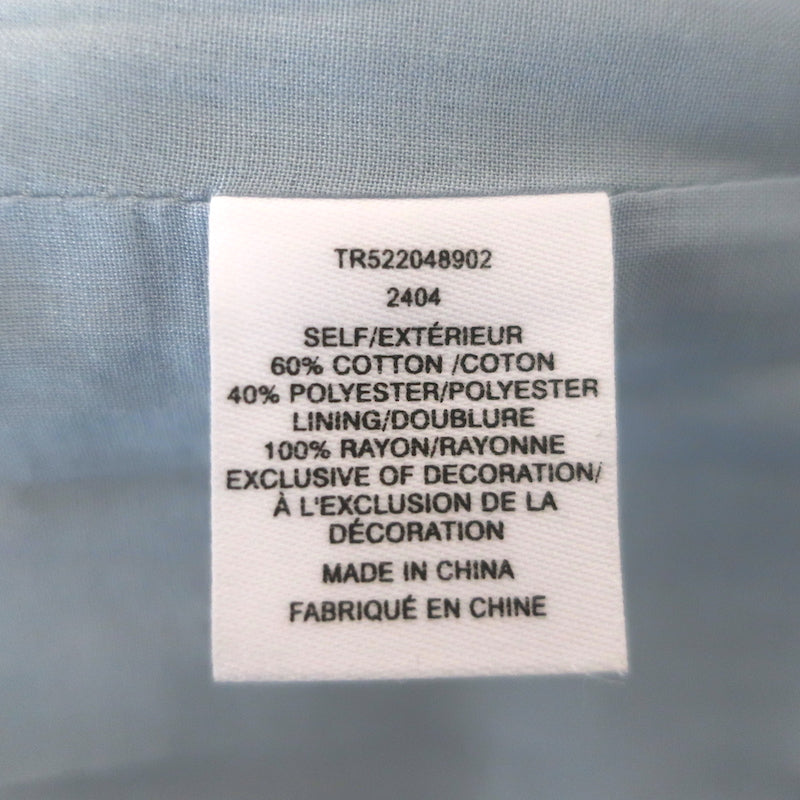 TR522048902
2404
SELF/EXTÉRIEUR
60% COTTON /COTON
40% POLYESTER/POLYESTER
LINING/DOUBLURE
100% RAYON/RAYONNE
EXCLUSIVE OF DECORATION/
À L'EXCLUSION DE LA
DÉCORATION
MADE IN CHINA
FABRIQUÉ EN CHINE